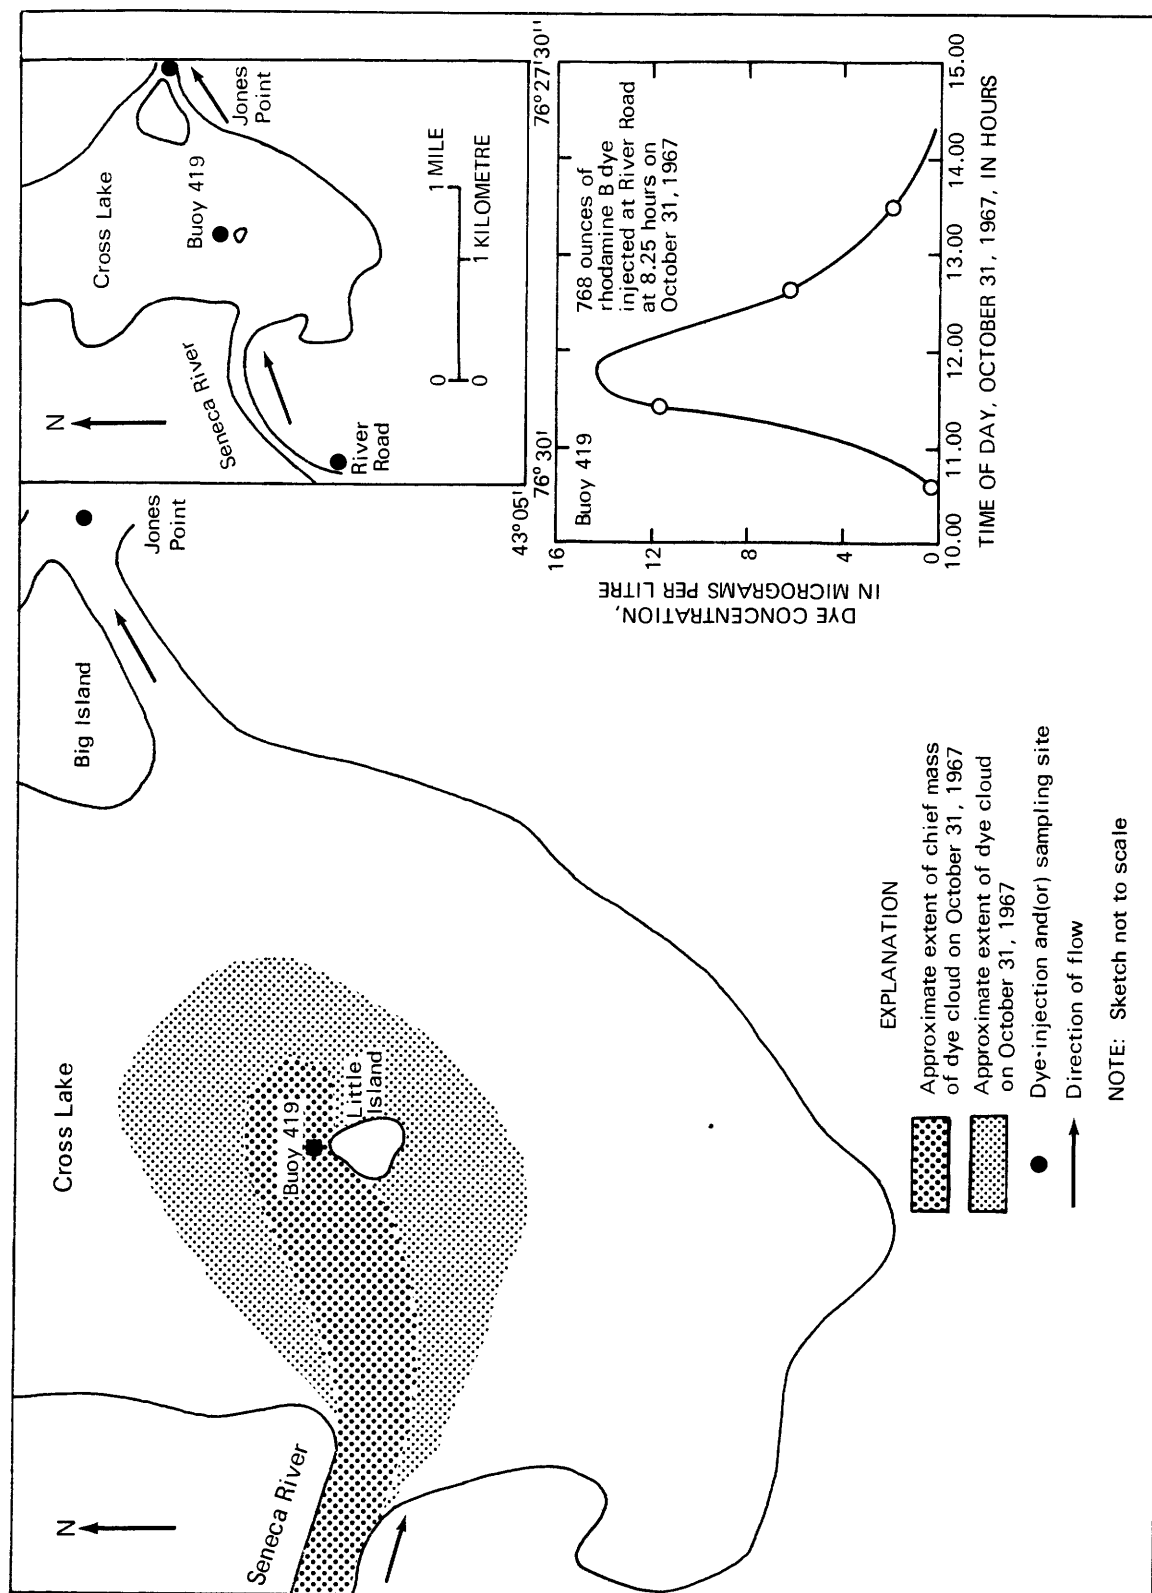 N
Cross Lake
Seneca River
Buoy 419
Little
Island
Big Island
Jones
Point
N
Cross Lake
Seneca River
Buoy 419
Jones
Point
River
Road
0
1 MILE
0
1 KILOMETRE
43°05'
76°30'
76°27'30"
Buoy 419
768 ounces of
rhodamine B dye
injected at River Road
at 8.25 hours on
October 31, 1967
16
12
8
4
0
DYE CONCENTRATION,
IN MICROGRAMS PER LITRE
10.00
11.00
12.00
13.00
14.00
15.00
TIME OF DAY, OCTOBER 31, 1967, IN HOURS
EXPLANATION
Approximate extent of chief mass
of dye cloud on October 31, 1967
Approximate extent of dye cloud
on October 31, 1967
Dye-injection and(or) sampling site
Direction of flow
NOTE: Sketch not to scale